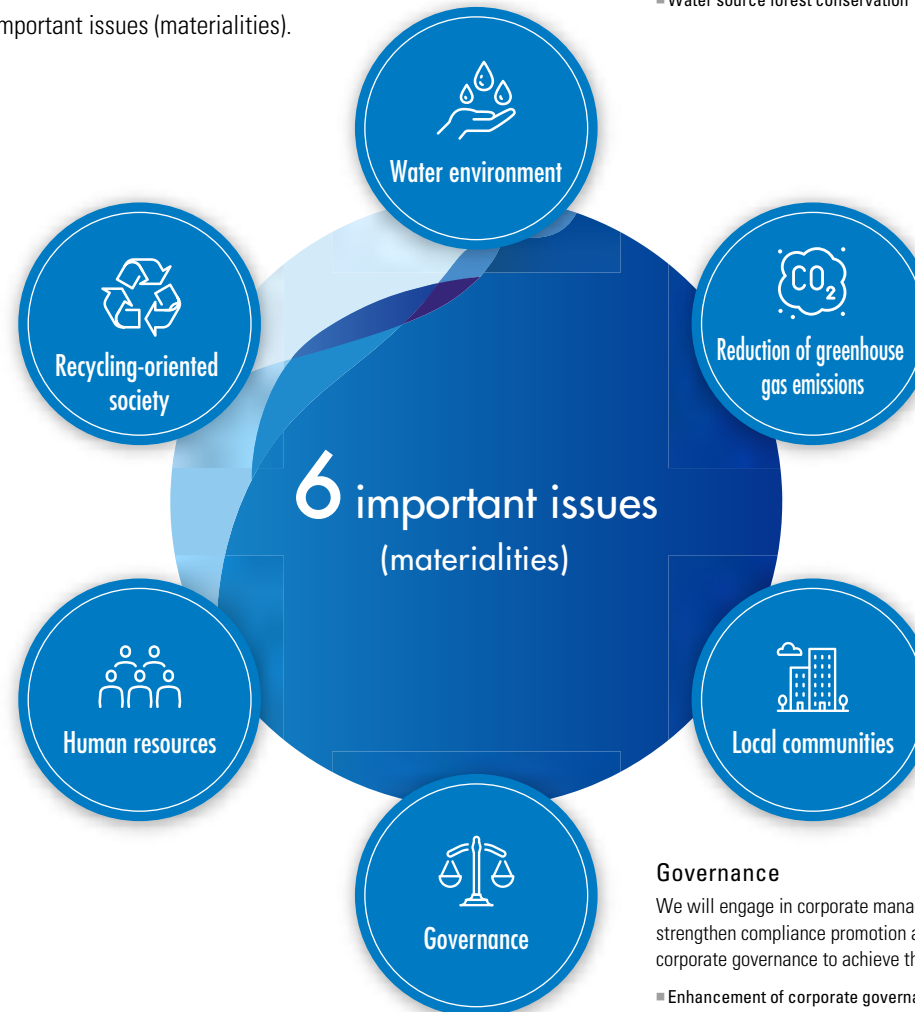 mportant issues (materialities).
Water source forest conservation
Water environment
CO2
Reduction of greenhouse
gas emissions
Recycling-oriented
society
6 important issues
(materialities)
Human resources
Local communities
Governance
Governance
We will engage in corporate mana
strengthen compliance promotion a
corporate governance to achieve th
■ Enhancement of corporate governa